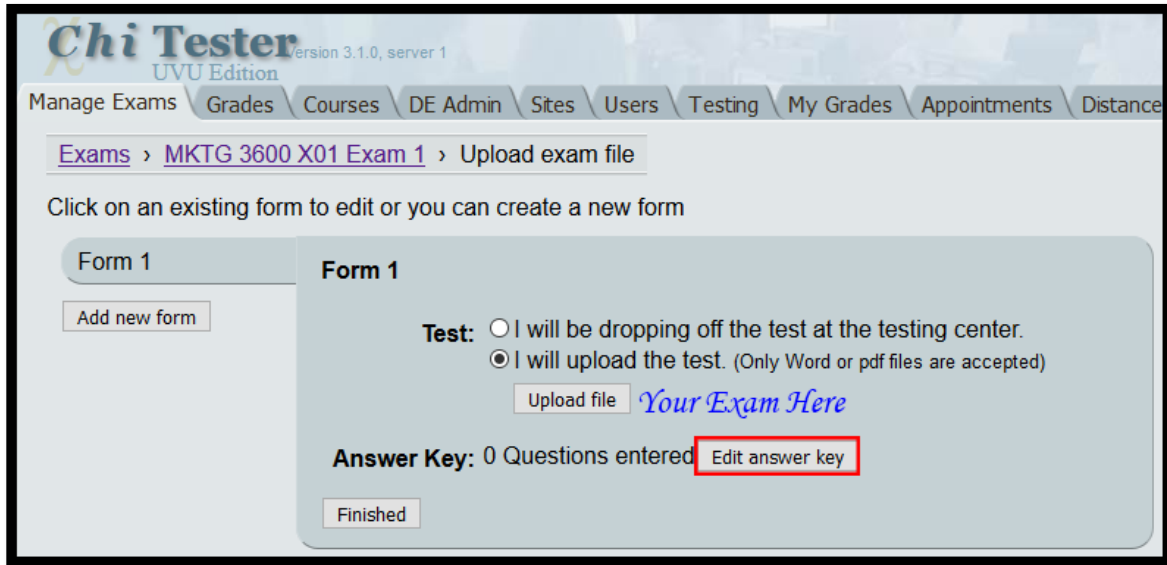 Chi Tester
Version 3.1.0, server 1
UVU Edition
Manage Exams Grades Courses DE Admin Sites Users Testing My Grades Appointments Distance
Exams › MKTG 3600 X01 Exam 1 › Upload exam file
Click on an existing form to edit or you can create a new form
Form 1
Add new form
Form 1
Test: I will be dropping off the test at the testing center.
I will upload the test. (Only Word or pdf files are accepted)
Upload file Your Exam Here
Answer Key: 0 Questions entered Edit answer key
Finished